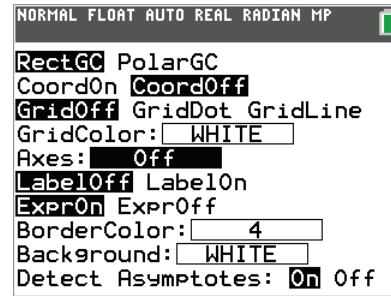 NORMAL FLOAT AUTO REAL RADIAN MP
RectGC PolarGC
CoordOn CoordOff
GridOff GridDot GridLine
GridColor: WHITE
Axes: Off
LabelOff LabelOn
ExprOn ExprOff
BorderColor: 4
Background: WHITE
Detect Asymptotes: On Off